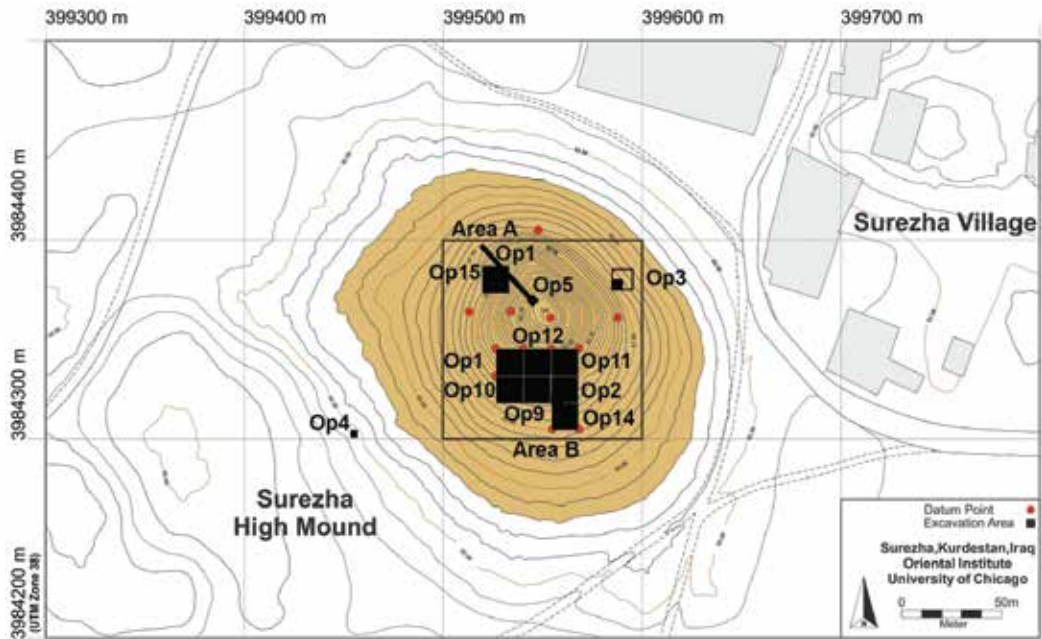 399300 m
399400 m
399500 m
399600 m
399700 m
3984400 m
3984300 m
3984200 m
(UTM Zone 38)
Surezha Village
Area A
Op1
Op15
Op5
Op3
Op12
Op1
Op11
Op10
Op2
Op9
Op14
Op4
Area B
Surezha
High Mound
Datum Point
Excavation Area
Surezha,Kurdestan,Iraq
Oriental Institute
University of Chicago
0 50m
Meter